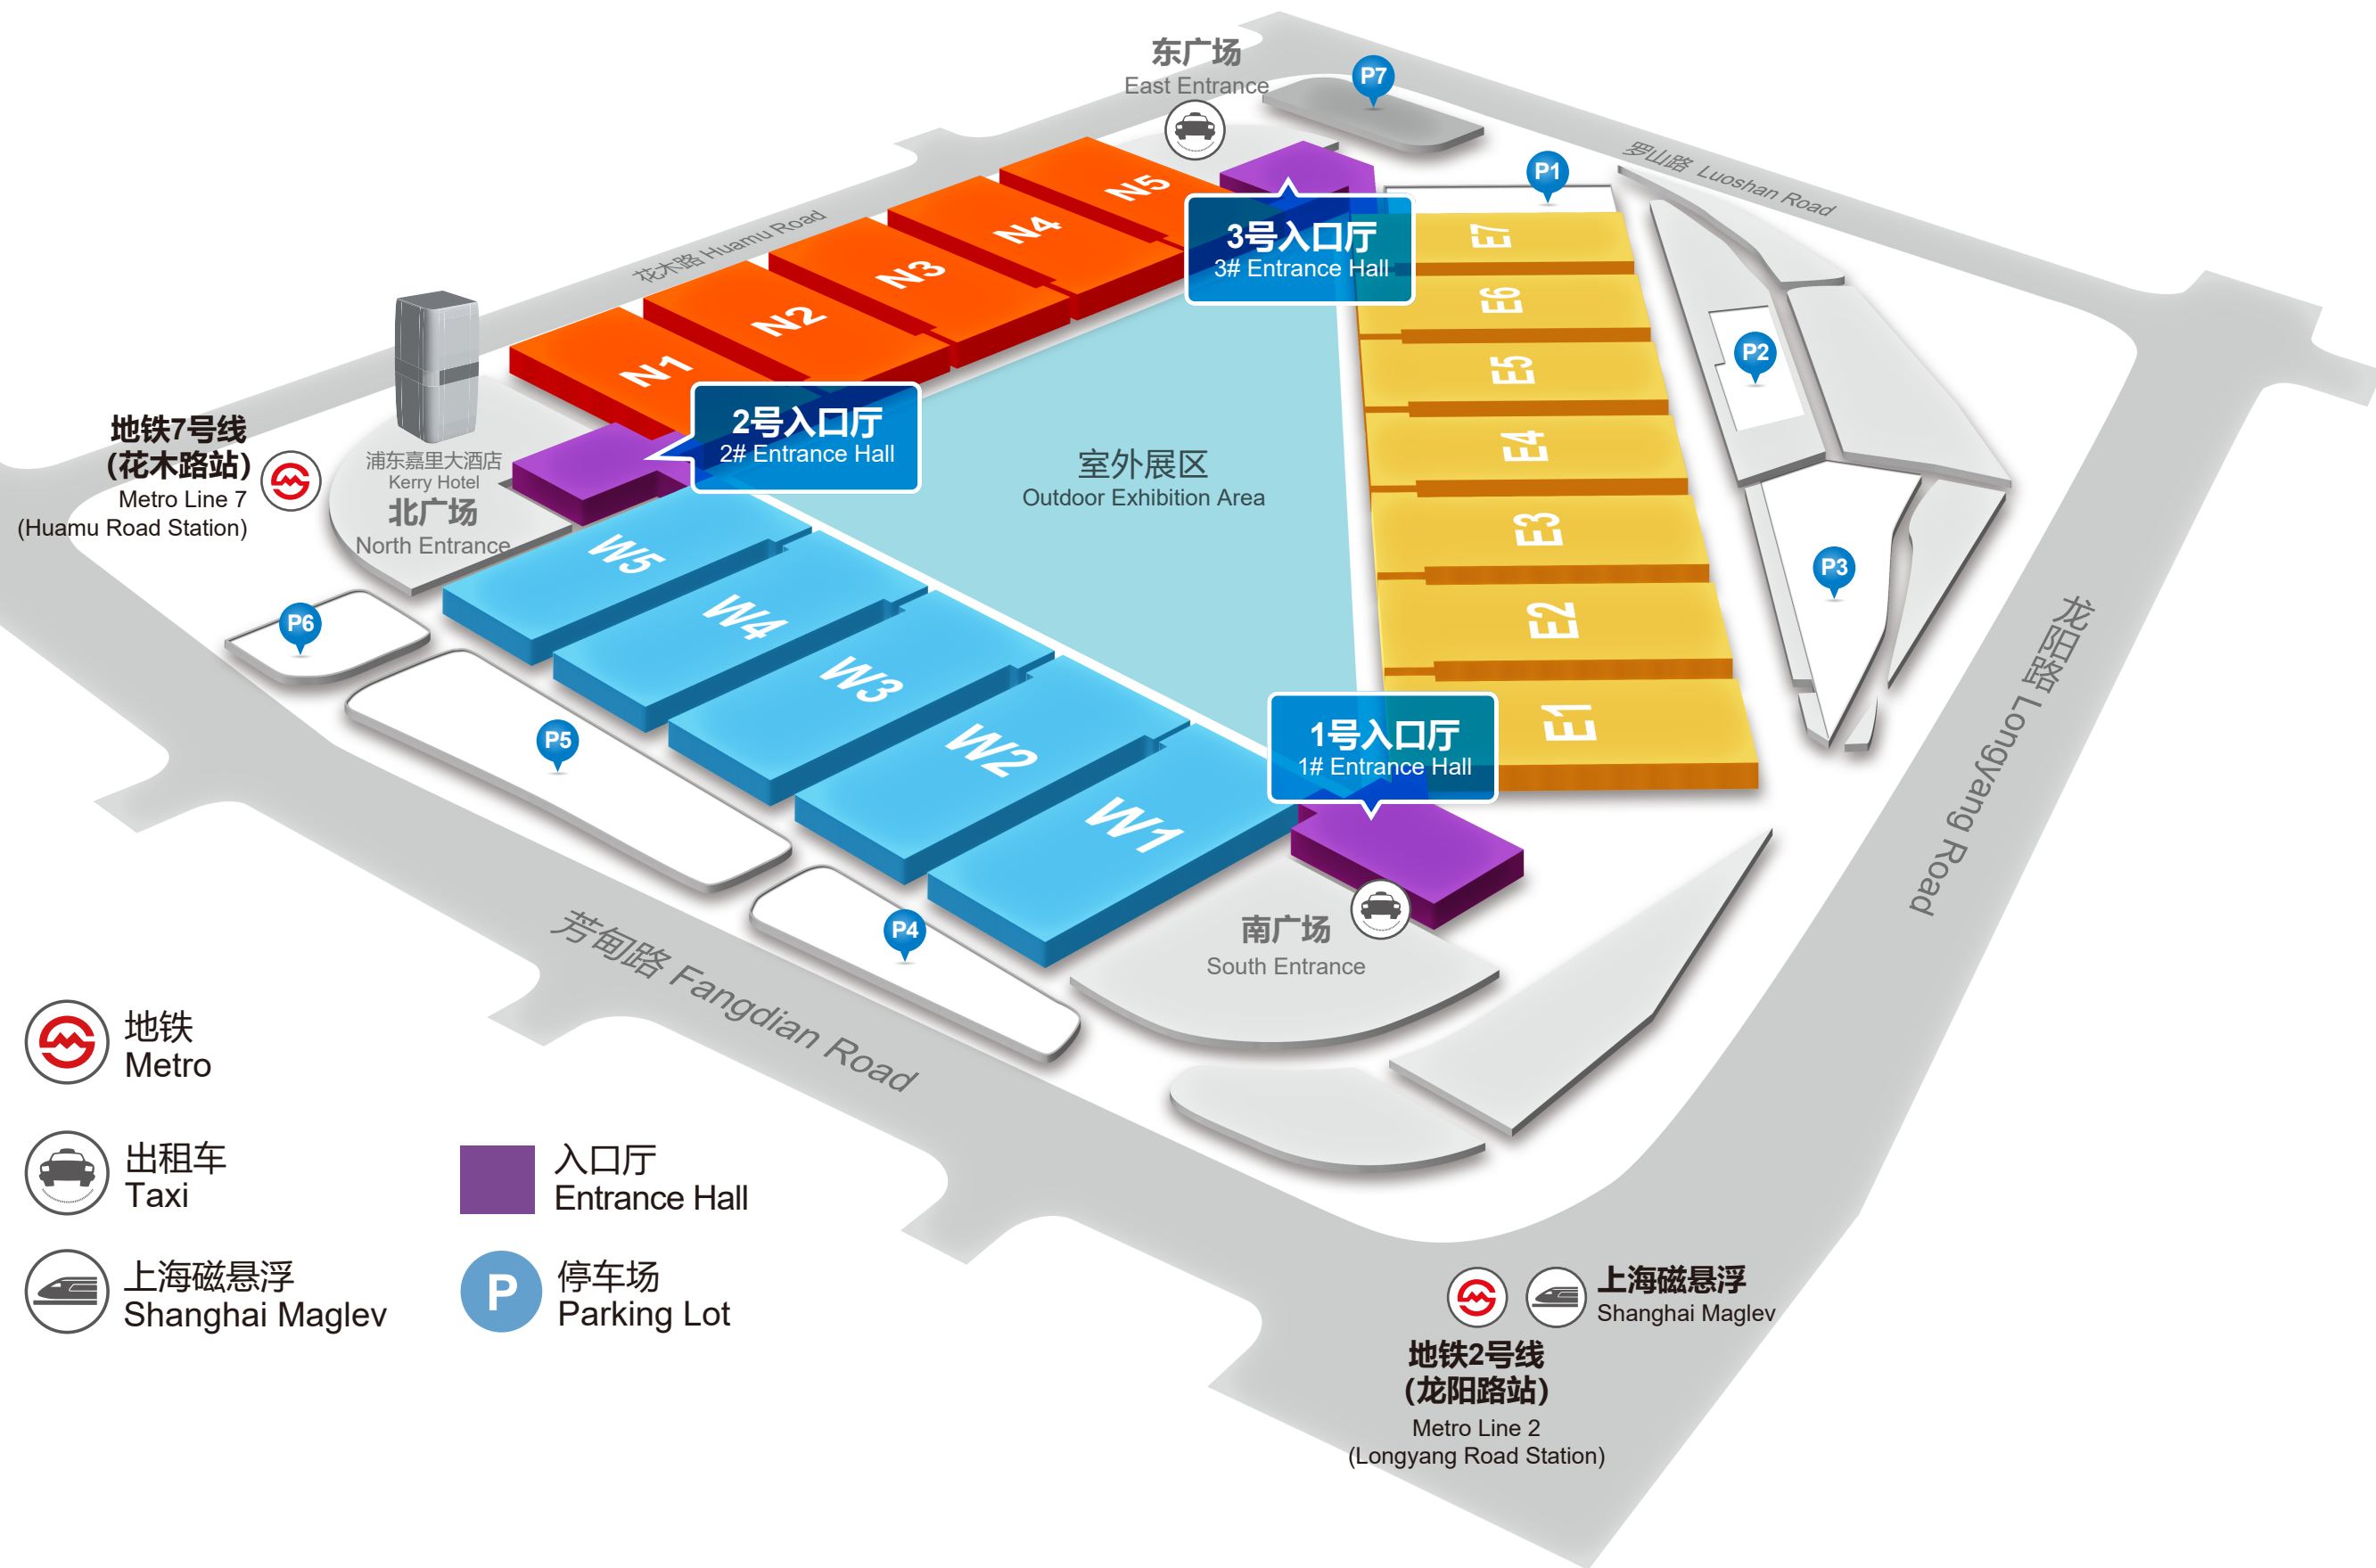 东广场
East Entrance
P7
P1
罗山路 Luoshan Road
N5
N4
N3
N2
N1
花木路 Huamu Road
3号入口厅
3# Entrance Hall
E7
E6
E5
E4
E3
E2
E1
P2
P3
龙阳路 Longyang Road
地铁7号线
(花木路站)
Metro Line 7
(Huamu Road Station)
浦东嘉里大酒店
Kerry Hotel
北广场
North Entrance
2号入口厅
2# Entrance Hall
室外展区
Outdoor Exhibition Area
W5
W4
W3
W2
W1
P6
P5
P4
1号入口厅
1# Entrance Hall
南广场
South Entrance
芳甸路 Fangdian Road
地铁
Metro
出租车
Taxi
上海磁悬浮
Shanghai Maglev
入口厅
Entrance Hall
P
停车场
Parking Lot
上海磁悬浮
Shanghai Maglev
地铁2号线
(龙阳路站)
Metro Line 2
(Longyang Road Station)